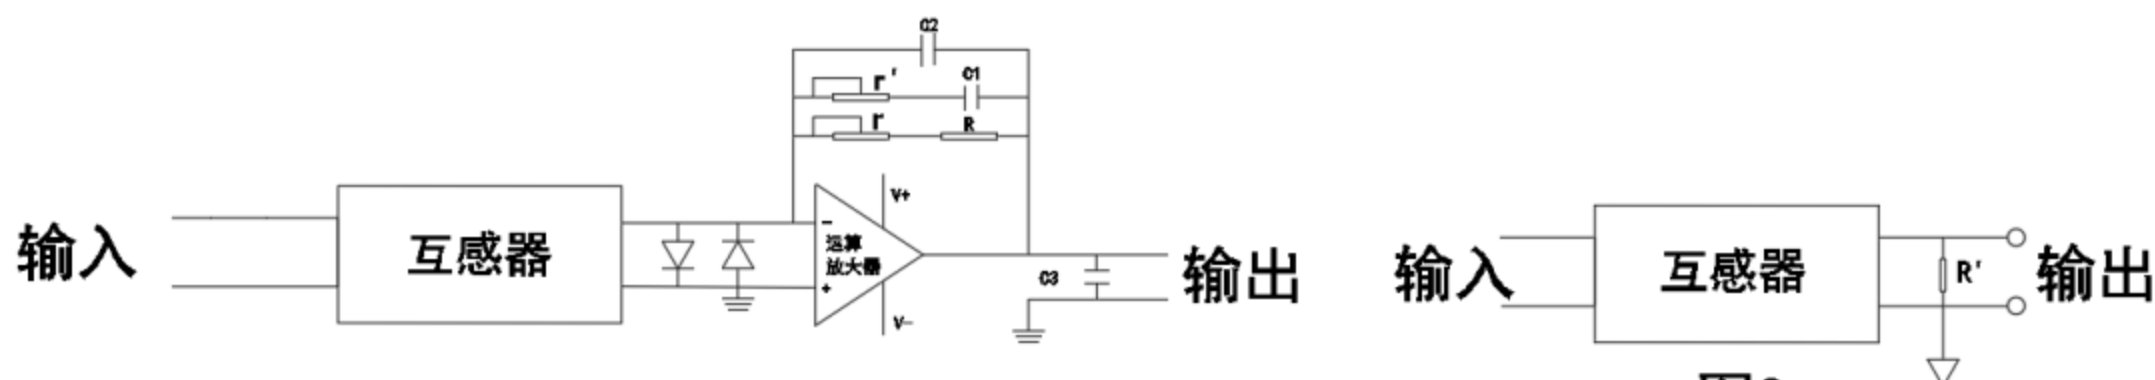 C2
r' C1
r R
V+
输入 互感器 - 运算 放大器 + C3 输出
V-
输入 互感器 R' 输出